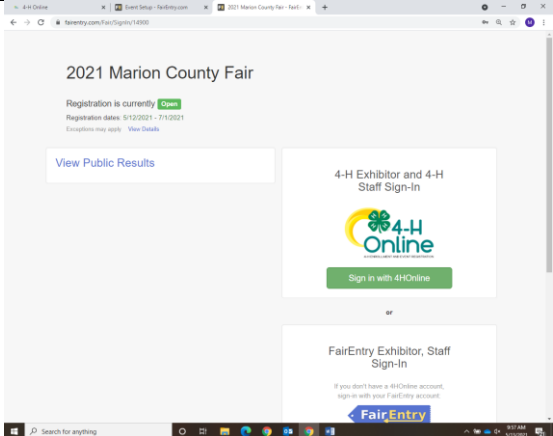 4-H Online
Event Setup - FairEntry.com
2021 Marion County Fair - FairE
fairentry.com/Fair/SignIn/14900
2021 Marion County Fair
Registration is currently Open
Registration dates: 5/12/2021 - 7/1/2021
Exceptions may apply. View Details
View Public Results
4-H Exhibitor and 4-H
Staff Sign-In
4-H
Online
Sign in with 4HOnline
or
FairEntry Exhibitor, Staff
Sign-In
If you don't have a 4HOnline account,
sign-in with your FairEntry account
FairEntry
Search for anything
9:37 AM